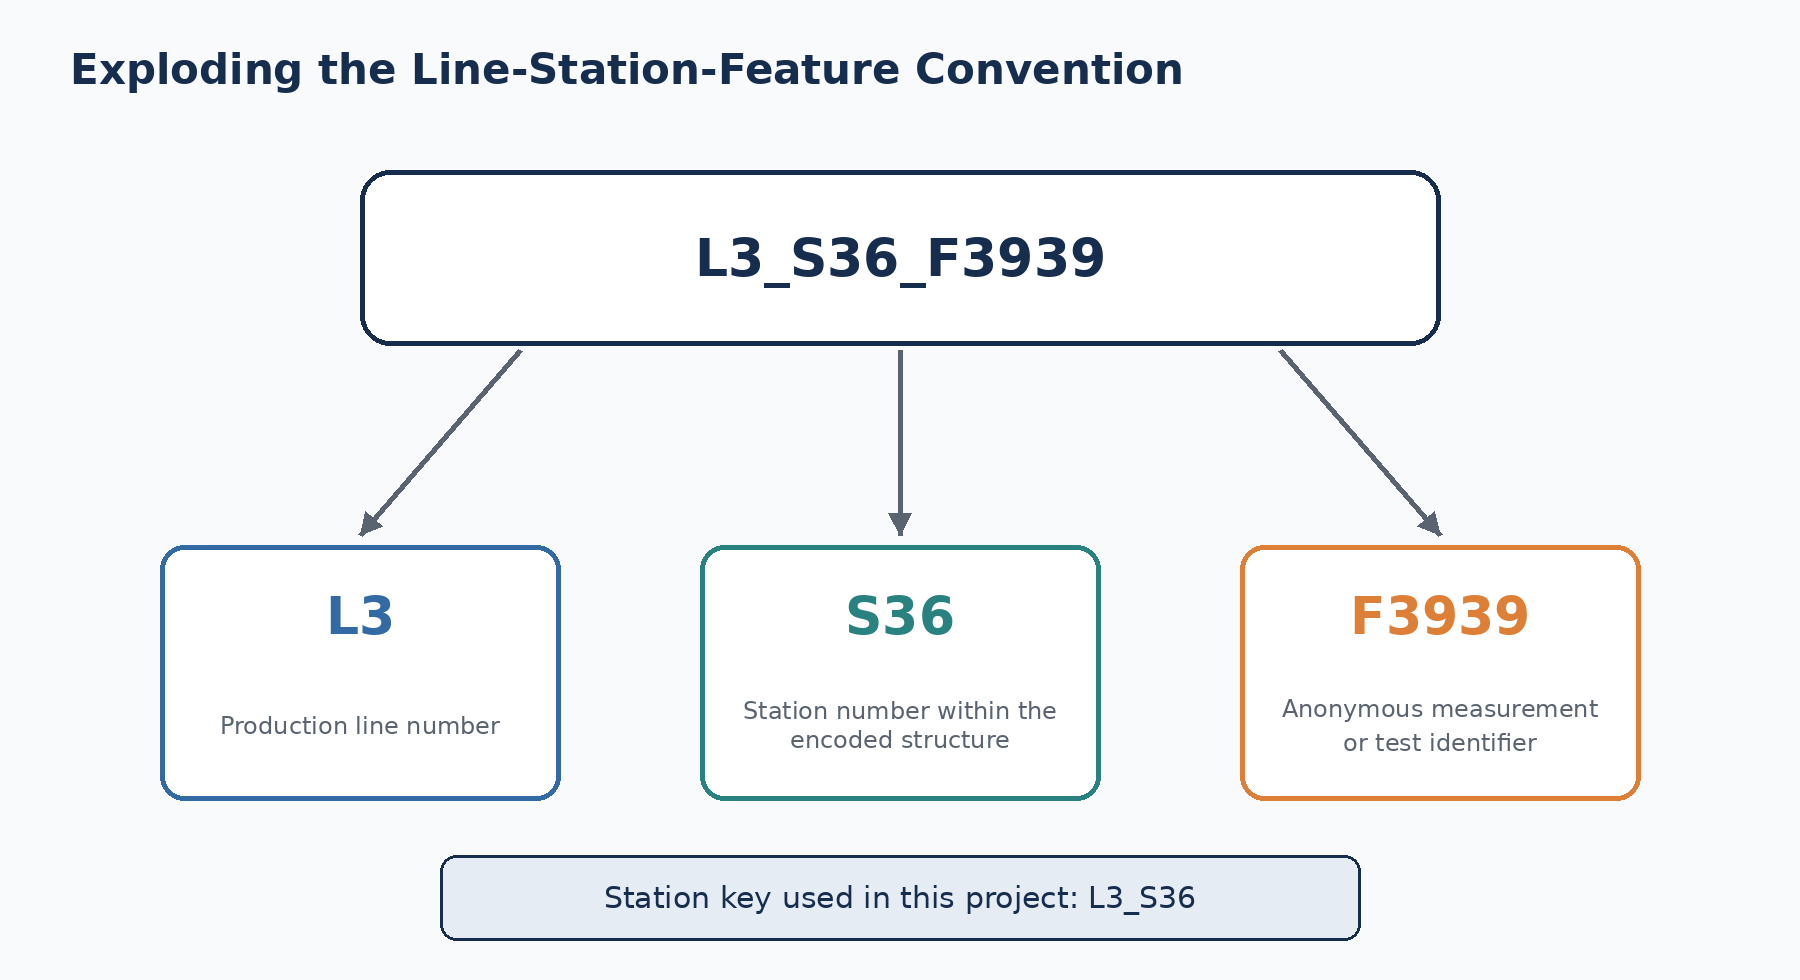 Exploding the Line-Station-Feature Convention
L3_S36_F3939
L3
Production line number
S36
Station number within the
encoded structure
F3939
Anonymous measurement
or test identifier
Station key used in this project: L3_S36